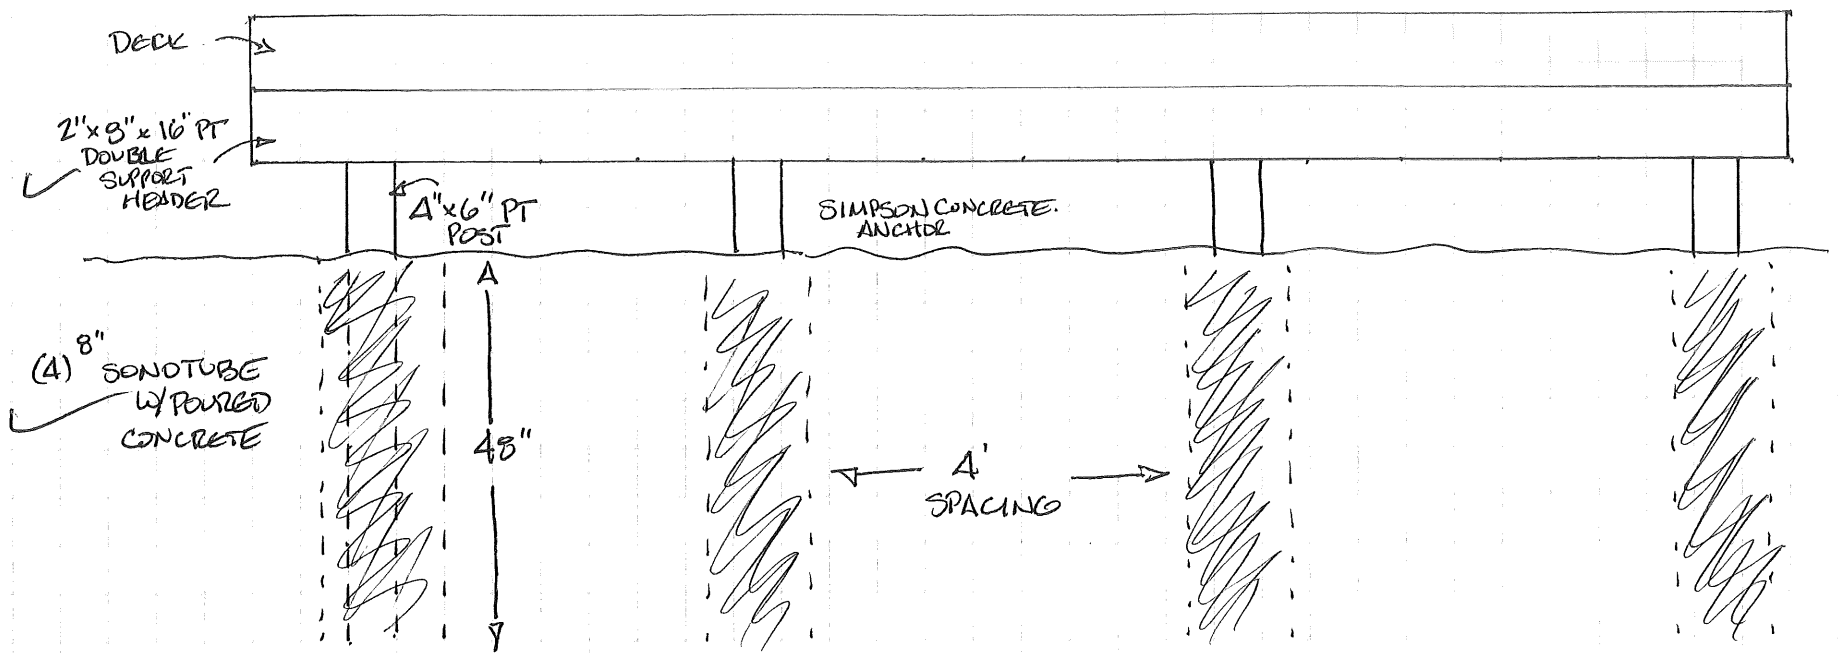 DECK
2"x8"x16" PT
DOUBLE
SUPPORT
HEADER
4"x6" PT
POST
SIMPSON CONCRETE.
ANCHOR
(4) 8" SONOTUBE
W/POURED
CONCRETE
48"
4'
SPACING